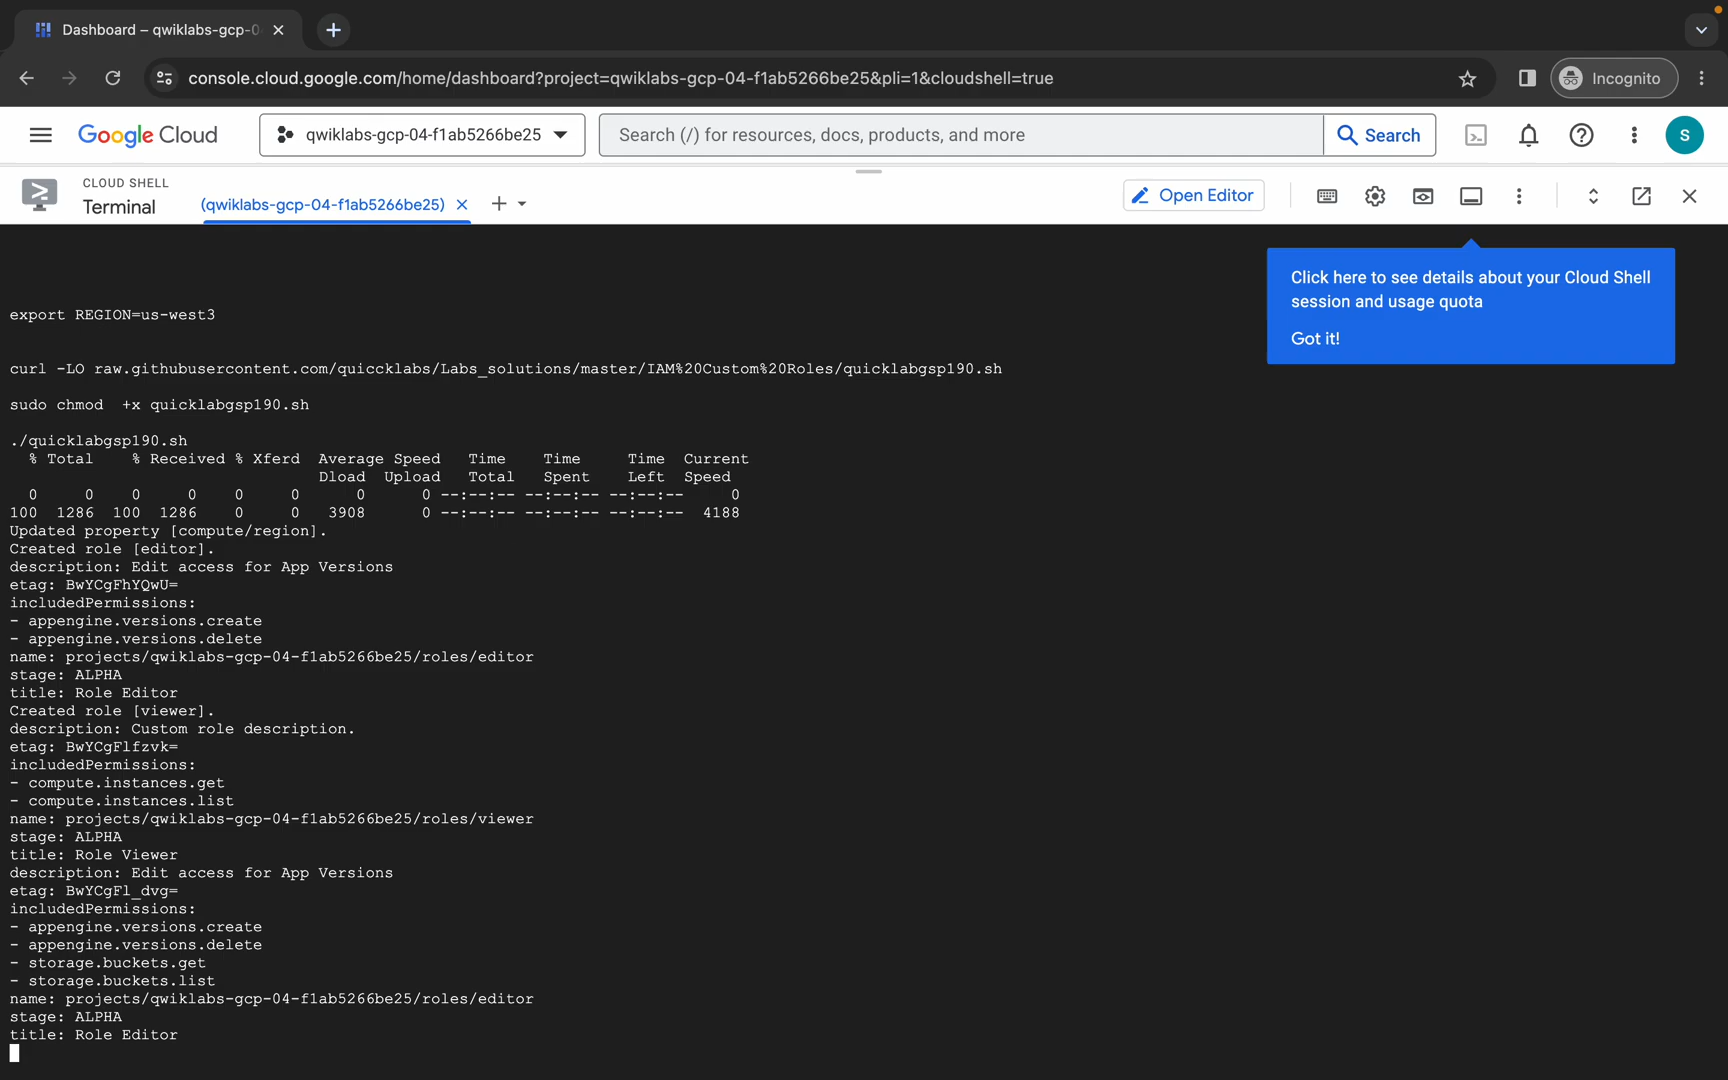 Dashboard – qwiklabs-gcp-0
console.cloud.google.com/home/dashboard?project=qwiklabs-gcp-04-f1ab5266be25&pli=1&cloudshell=true
Incognito
Google Cloud
qwiklabs-gcp-04-f1ab5266be25
Search (/) for resources, docs, products, and more
Search
S
CLOUD SHELL
Terminal
(qwiklabs-gcp-04-f1ab5266be25)
Open Editor
Click here to see details about your Cloud Shell
session and usage quota
Got it!
export REGION=us-west3
curl -LO raw.githubusercontent.com/quiccklabs/Labs_solutions/master/IAM%20Custom%20Roles/quicklabgsp190.sh
sudo chmod  +x quicklabgsp190.sh
./quicklabgsp190.sh
  % Total    % Received % Xferd  Average Speed   Time    Time     Time  Current
                                 Dload  Upload   Total   Spent    Left  Speed
  0     0    0     0    0     0      0      0 --:--:-- --:--:-- --:--:--     0
100  1286  100  1286    0     0   3908      0 --:--:-- --:--:-- --:--:--  4188
Updated property [compute/region].
Created role [editor].
description: Edit access for App Versions
etag: BwYCgFhYQwU=
includedPermissions:
- appengine.versions.create
- appengine.versions.delete
name: projects/qwiklabs-gcp-04-f1ab5266be25/roles/editor
stage: ALPHA
title: Role Editor
Created role [viewer].
description: Custom role description.
etag: BwYCgFlfzvk=
includedPermissions:
- compute.instances.get
- compute.instances.list
name: projects/qwiklabs-gcp-04-f1ab5266be25/roles/viewer
stage: ALPHA
title: Role Viewer
description: Edit access for App Versions
etag: BwYCgFl_dvg=
includedPermissions:
- appengine.versions.create
- appengine.versions.delete
- storage.buckets.get
- storage.buckets.list
name: projects/qwiklabs-gcp-04-f1ab5266be25/roles/editor
stage: ALPHA
title: Role Editor